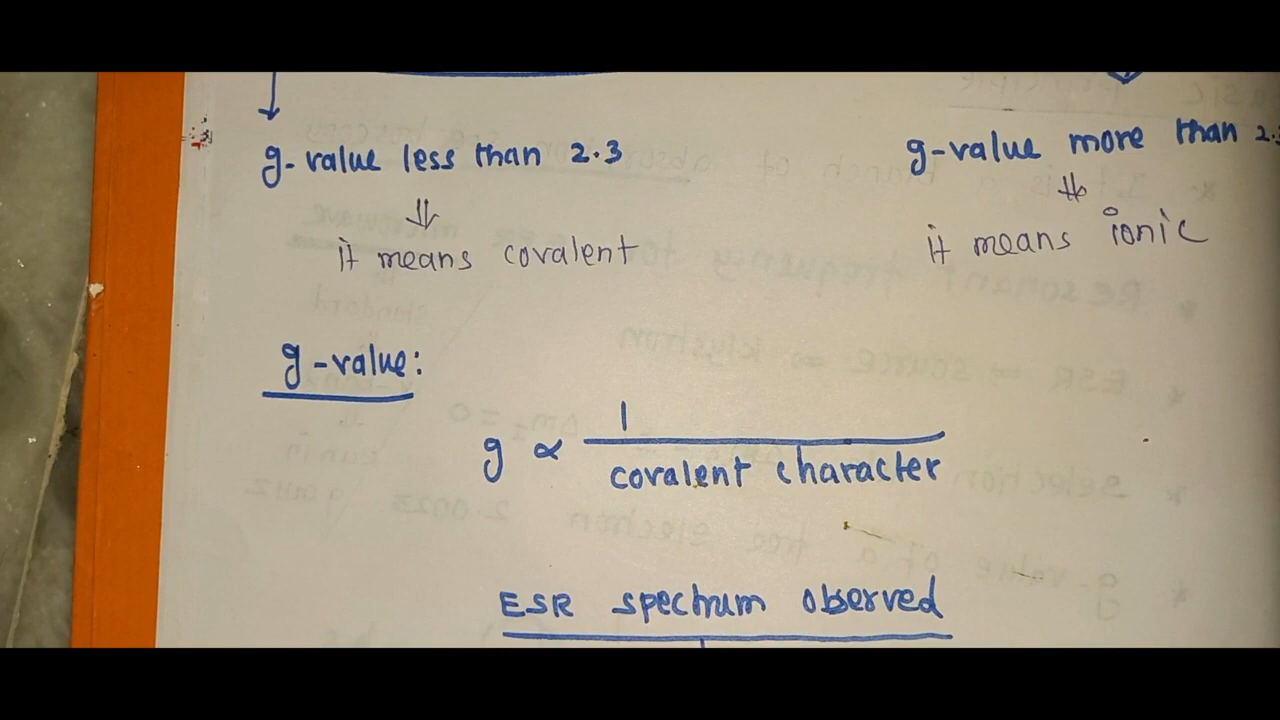 g-value less than 2.3
g-value more than 2.
⇓
⇓
it means covalent
it means ionic
g-value:
g ∝ 1
covalent character
ESR spectrum observed